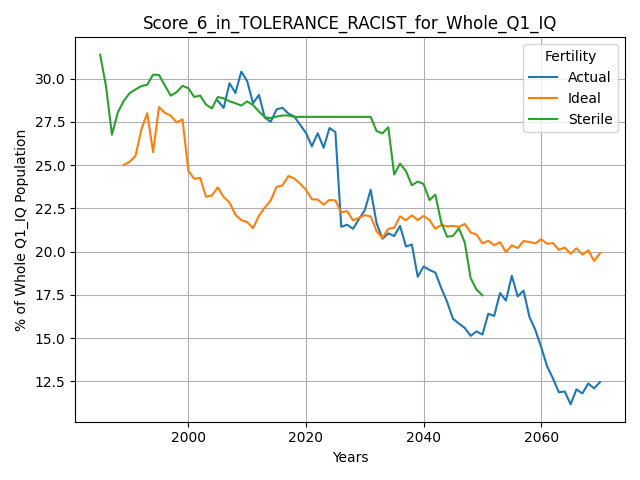 Score_6_in_TOLERANCE_RACIST_for_Whole_Q1_IQ
% of Whole Q1_IQ Population
30.0
27.5
25.0
22.5
20.0
17.5
15.0
12.5
Fertility
Actual
Ideal
Sterile
2000
2020
2040
2060
Years